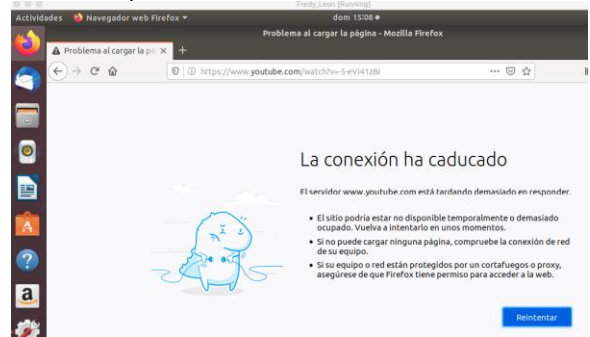 Fredy_Leon [Running]
Actividades Navegador web Firefox dom 15:08
Problema al cargar la página - Mozilla Firefox
Problema al cargar la pá
https://www.youtube.com/watch?v=-5-eVI41zBI
La conexión ha caducado
El servidor www.youtube.com está tardando demasiado en responder.
El sitio podría estar no disponible temporalmente o demasiado
ocupado. Vuelva a intentarlo en unos momentos.
Si no puede cargar ninguna página, compruebe la conexión de red
de su equipo.
Si su equipo o red están protegidos por un cortafuegos o proxy,
asegúrese de que Firefox tiene permiso para acceder a la web.
Reintentar